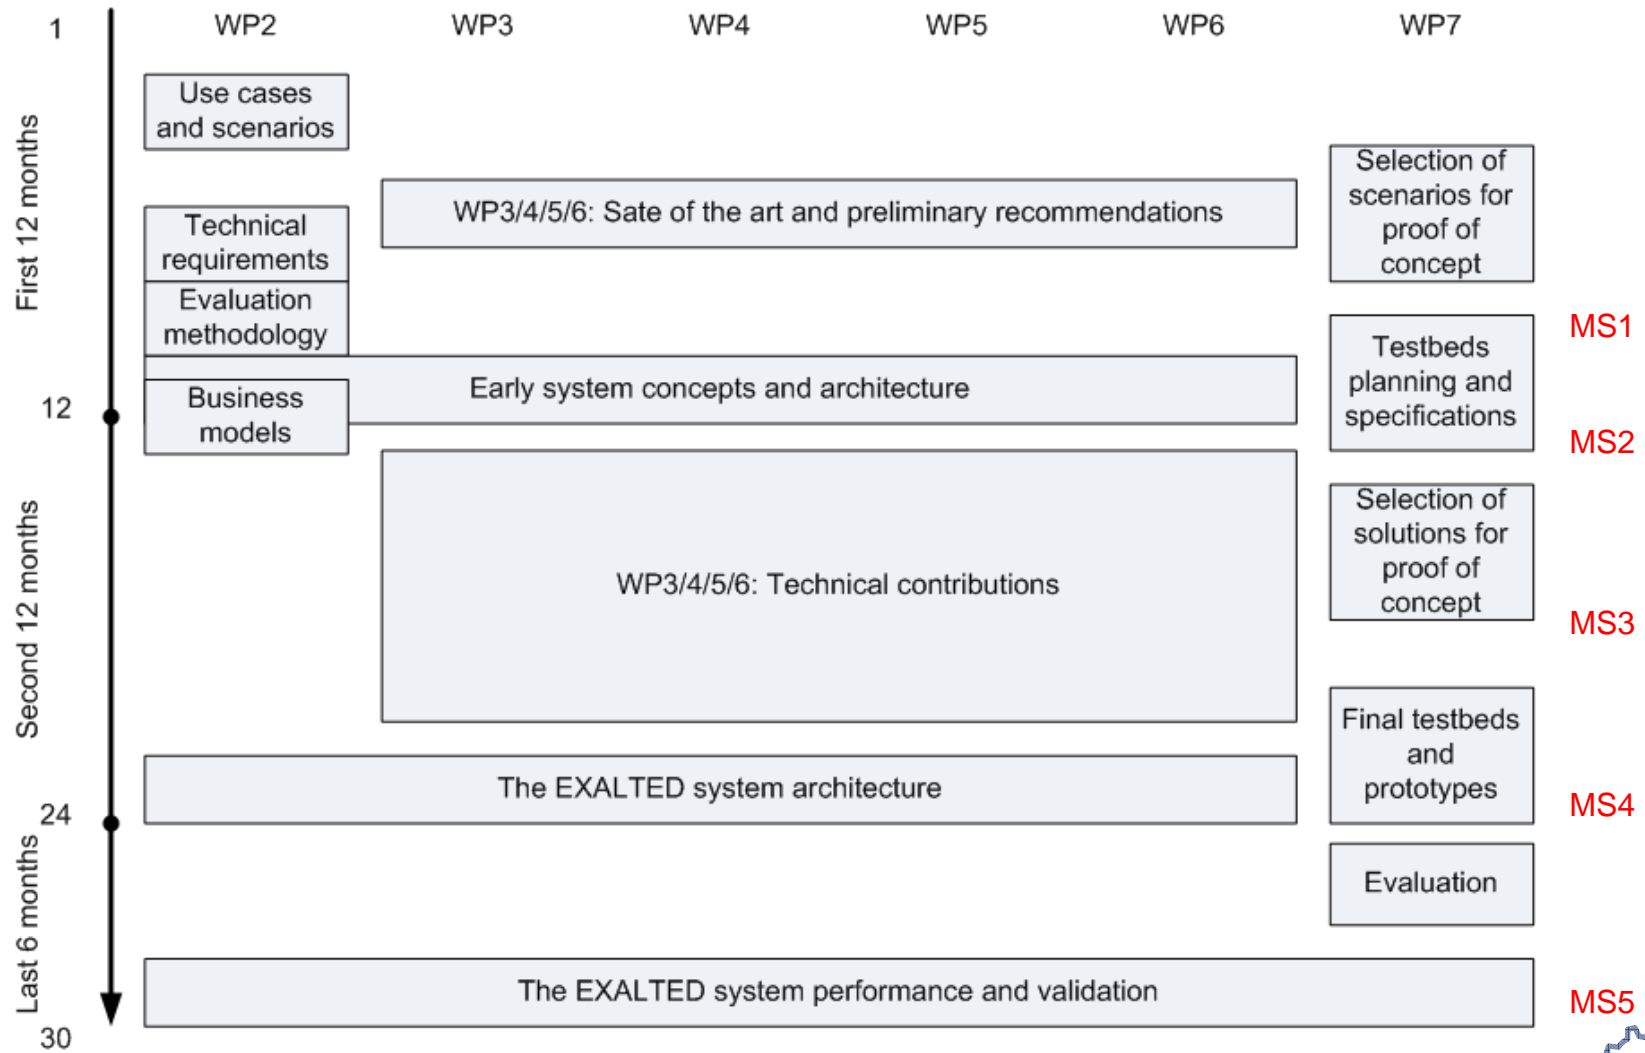 1
WP2
WP3
WP4
WP5
WP6
WP7
First 12 months
Use cases
and scenarios
Technical
requirements
Evaluation
methodology
WP3/4/5/6: Sate of the art and preliminary recommendations
Selection of
scenarios for
proof of
concept
MS1
Early system concepts and architecture
Testbeds
planning and
specifications
12
Business
models
MS2
Second 12 months
WP3/4/5/6: Technical contributions
Selection of
solutions for
proof of
concept
MS3
Final testbeds
and
prototypes
The EXALTED system architecture
MS4
24
Last 6 months
Evaluation
The EXALTED system performance and validation
MS5
30